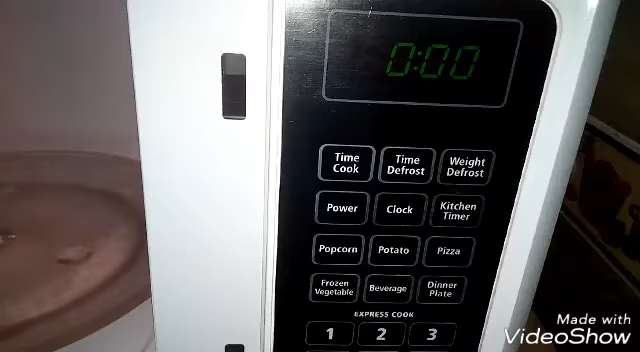 0:00
Time Cook
Time Defrost
Weight Defrost
Power
Clock
Kitchen Timer
Popcorn
Potato
Pizza
Frozen Vegetable
Beverage
Dinner Plate
EXPRESS COOK
1 2 3
Made with
VideoShow